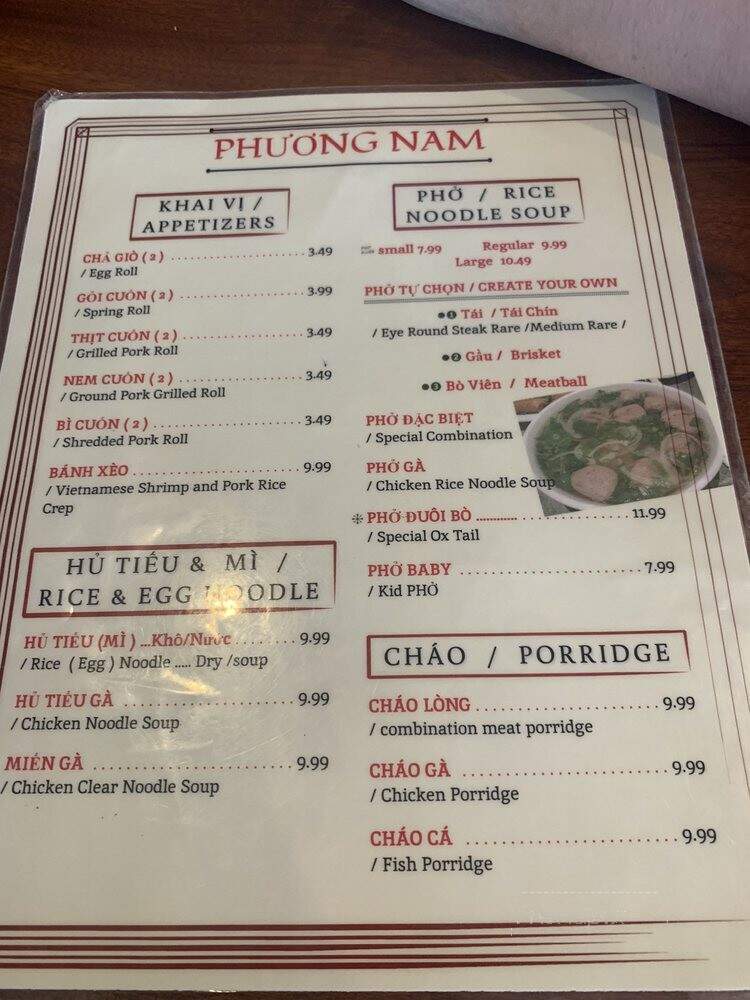 PHƯƠNG NAM
KHAI VỊ /
APPETIZERS
CHẢ GIÒ ( 2 ) ........................ 3.49
/ Egg Roll
GỎI CUỐN ( 2 ) ........................ 3.99
/ Spring Roll
THỊT CUỐN ( 2 ) ........................ 3.49
/ Grilled Pork Roll
NEM CUỐN ( 2 ) ........................ 3.49
/ Ground Pork Grilled Roll
BÌ CUỐN ( 2 ) ........................ 3.49
/ Shredded Pork Roll
BÁNH XÈO ........................ 9.99
/ Vietnamese Shrimp and Pork Rice
Crep
HỦ TIẾU & MÌ /
RICE & EGG NOODLE
HỦ TIẾU (MÌ ) ...Khô/Nước ........ 9.99
/ Rice ( Egg ) Noodle ..... Dry /soup
HỦ TIẾU GÀ ........................ 9.99
/ Chicken Noodle Soup
MIẾN GÀ ........................ 9.99
/ Chicken Clear Noodle Soup
PHỞ / RICE
NOODLE SOUP
small 7.99 Regular 9.99
Large 10.49
PHỞ TỰ CHỌN / CREATE YOUR OWN
●❶ Tái / Tái Chín
/ Eye Round Steak Rare /Medium Rare /
●❷ Gầu / Brisket
●❸ Bò Viên / Meatball
PHỞ ĐẶC BIỆT
/ Special Combination
PHỞ GÀ
/ Chicken Rice Noodle Soup
❉ PHỞ ĐUÔI BÒ ........................ 11.99
/ Special Ox Tail
PHỞ BABY ........................ 7.99
/ Kid PHỞ
CHÁO / PORRIDGE
CHÁO LÒNG ........................ 9.99
/ combination meat porridge
CHÁO GÀ ........................ 9.99
/ Chicken Porridge
CHÁO CÁ ........................ 9.99
/ Fish Porridge